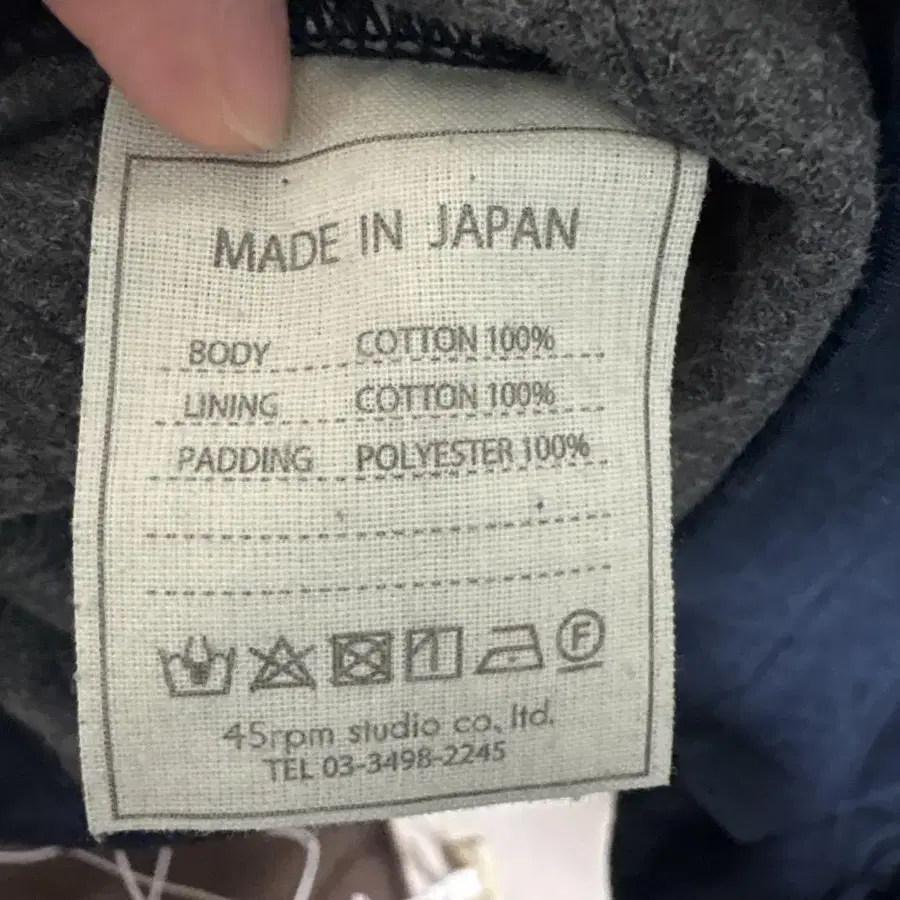 MADE IN JAPAN
BODY COTTON 100%
LINING COTTON 100%
PADDING POLYESTER 100%
F
45rpm studio co., ltd.
TEL 03-3498-2245